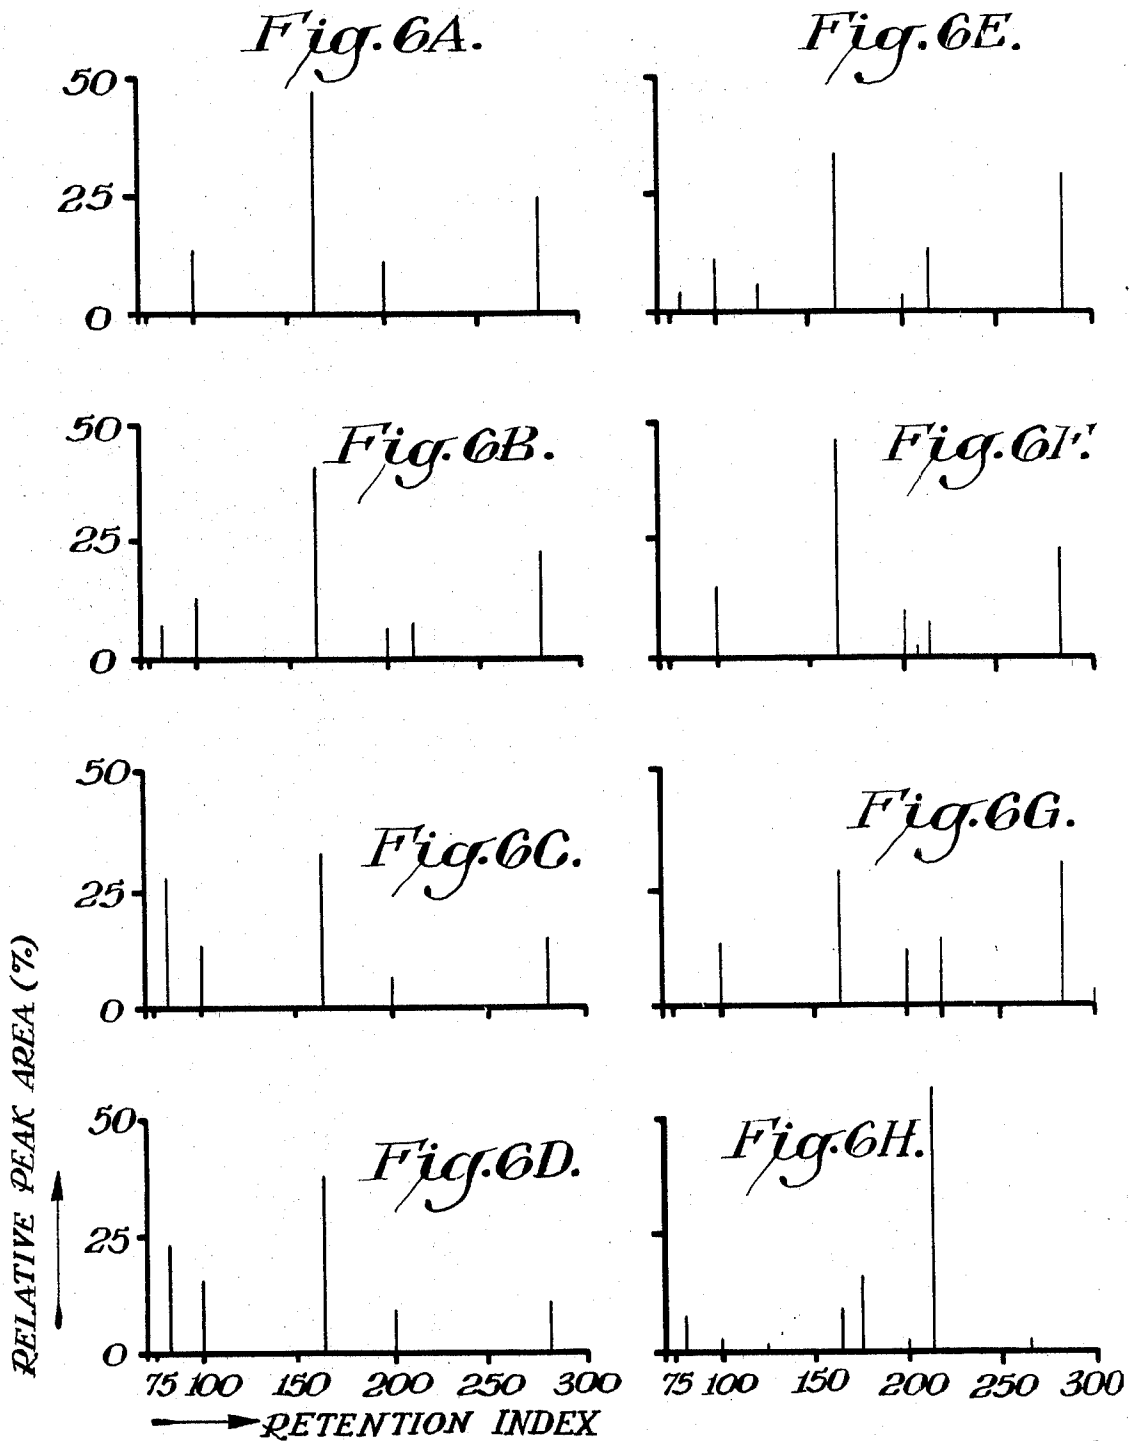 Fig. 6A.
50
25
0
Fig. 6E.
50
25
0
Fig. 6B.
Fig. 6F.
50
25
0
Fig. 6C.
Fig. 6G.
50
25
0
Fig. 6D.
Fig. 6H.
RELATIVE PEAK AREA (%)
75 100 150 200 250 300
75 100 150 200 250 300
RETENTION INDEX